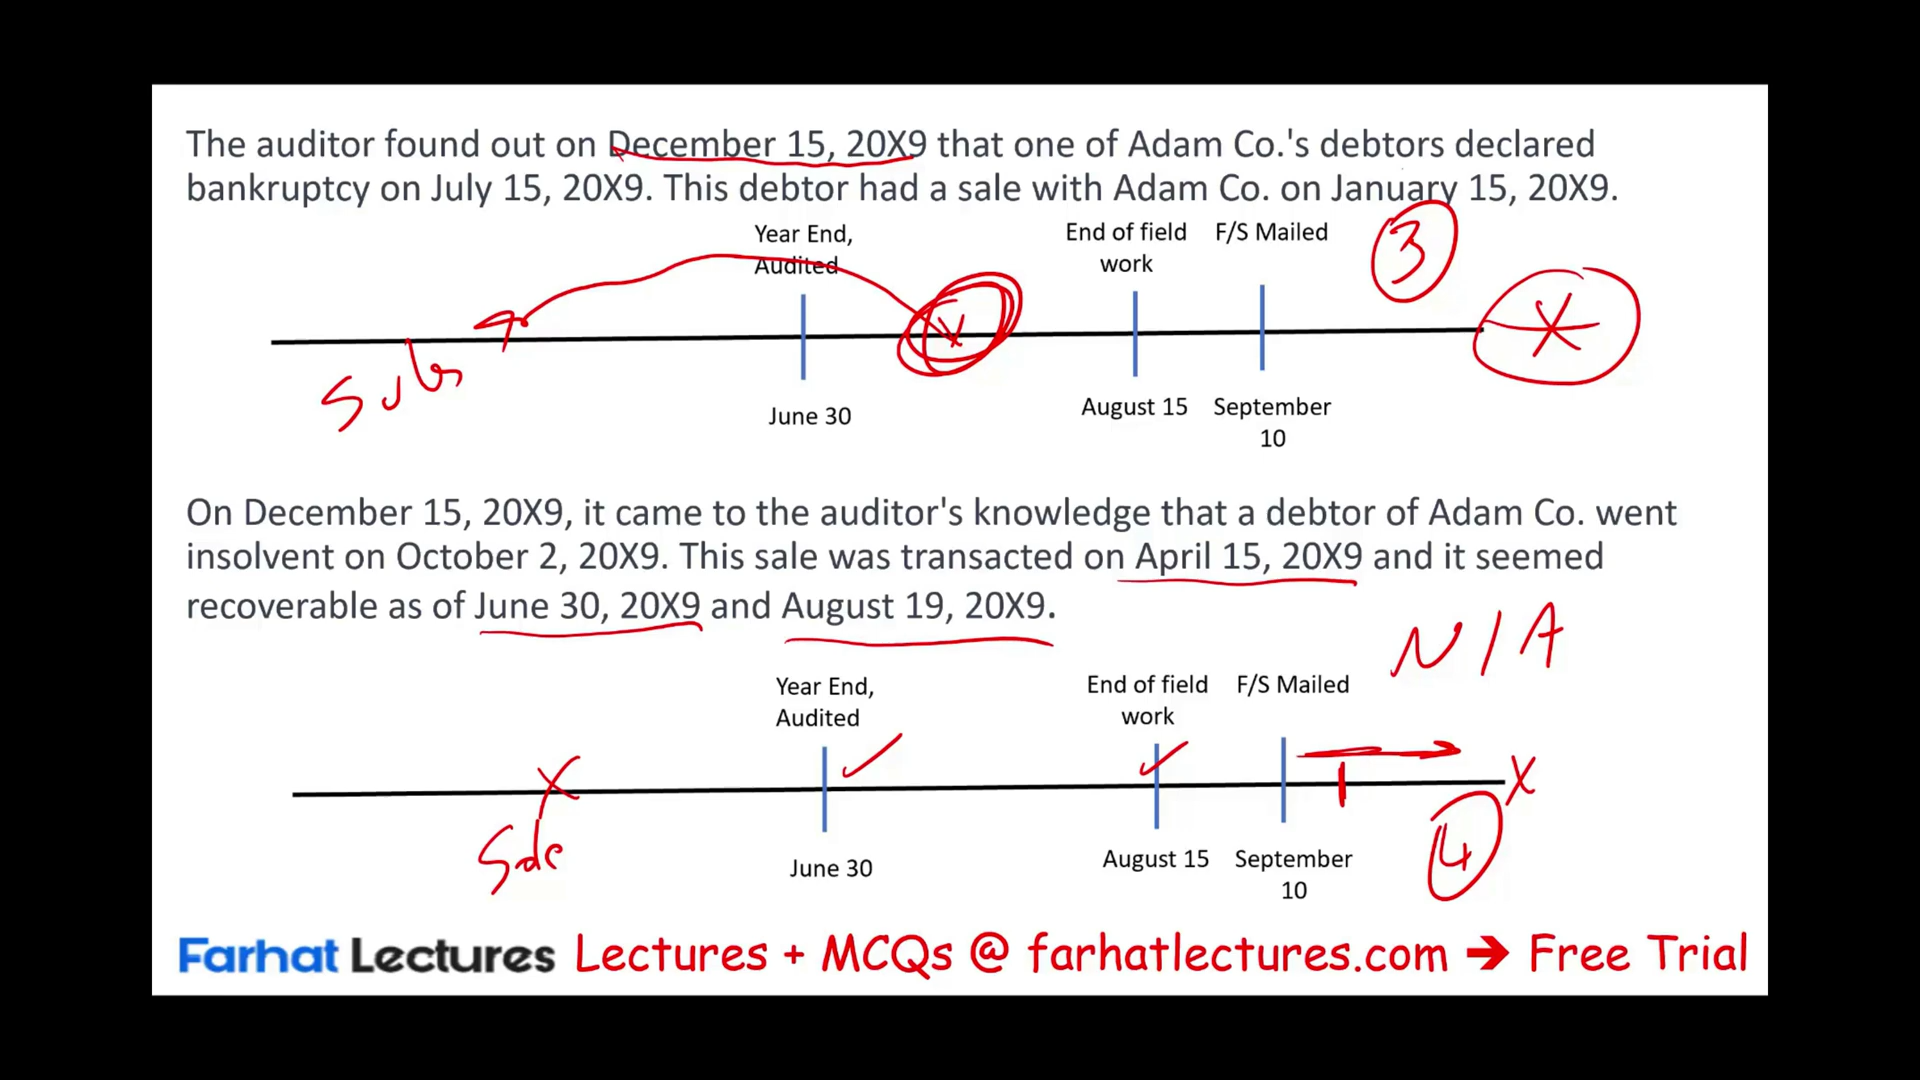 The auditor found out on December 15, 20X9 that one of Adam Co.'s debtors declared
bankruptcy on July 15, 20X9. This debtor had a sale with Adam Co. on January 15, 20X9.
Year End,
Audited
End of field
work
F/S Mailed
3
X
Sales
June 30
August 15
September
10
On December 15, 20X9, it came to the auditor's knowledge that a debtor of Adam Co. went
insolvent on October 2, 20X9. This sale was transacted on April 15, 20X9 and it seemed
recoverable as of June 30, 20X9 and August 19, 20X9.
N/A
Year End,
Audited
End of field
work
F/S Mailed
X
X
Sale
4
June 30
August 15
September
10
Farhat Lectures Lectures + MCQs @ farhatlectures.com → Free Trial